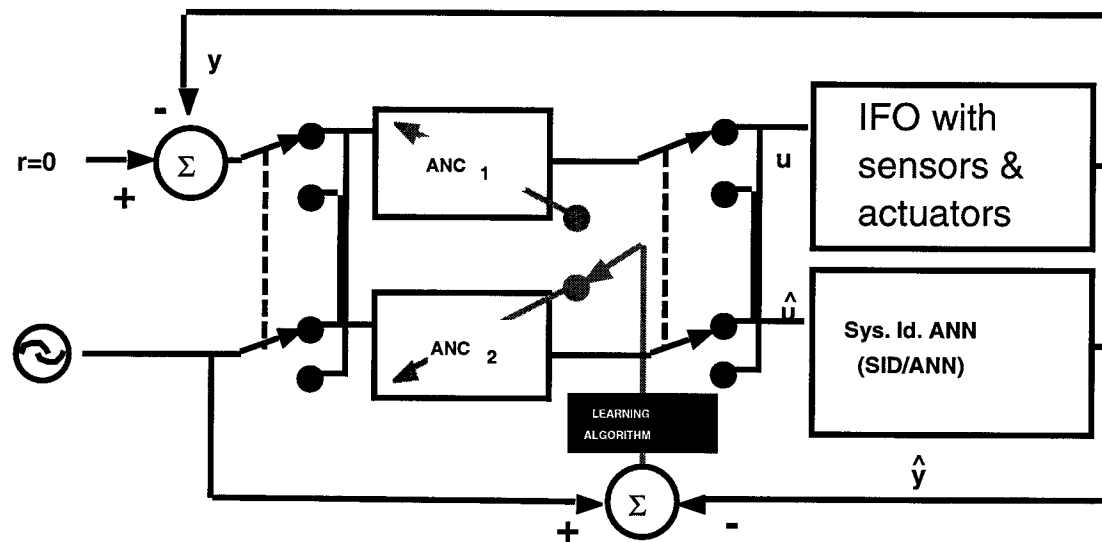 y
-
r=0
+
Σ
ANC 1
u
IFO with
sensors &
actuators
ANC 2
û
Sys. Id. ANN
(SID/ANN)
LEARNING
ALGORITHM
ŷ
Σ
+
-